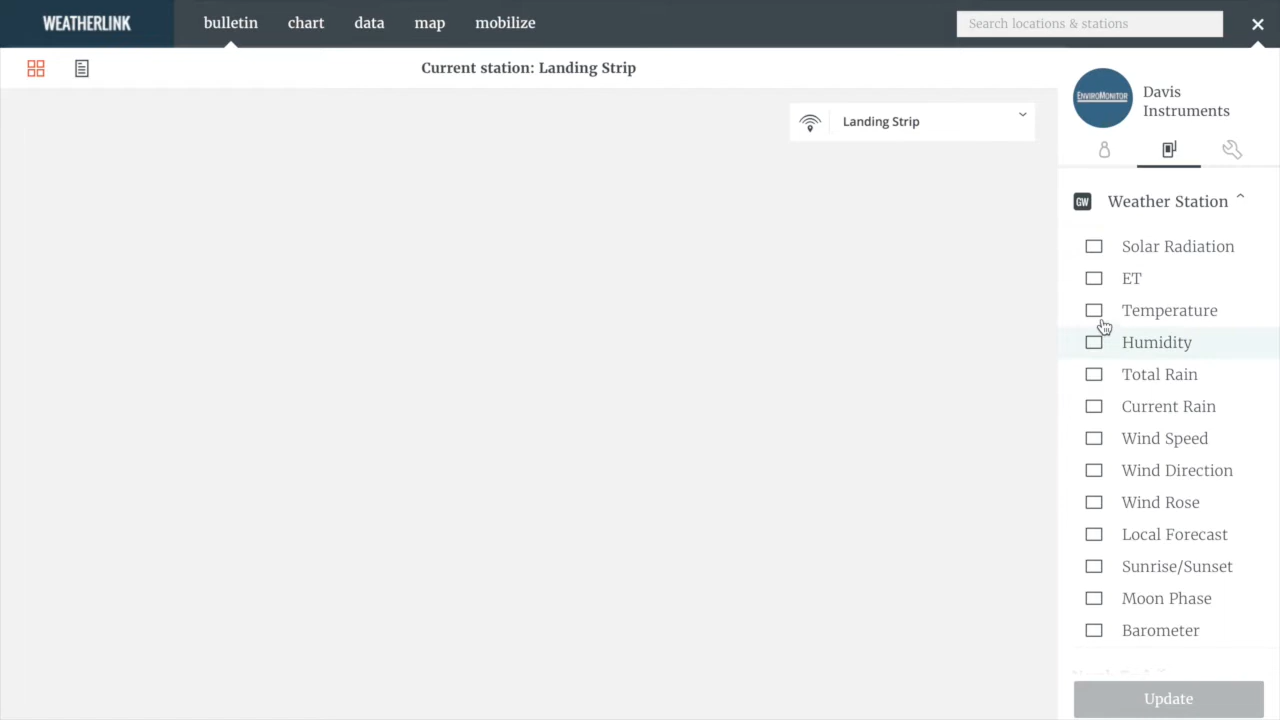 WEATHERLINK
bulletin
chart
data
map
mobilize
Search locations & stations
Current station: Landing Strip
Landing Strip
ENVIROMONITOR
Davis
Instruments
GW
Weather Station
Solar Radiation
ET
Temperature
Humidity
Total Rain
Current Rain
Wind Speed
Wind Direction
Wind Rose
Local Forecast
Sunrise/Sunset
Moon Phase
Barometer
Update